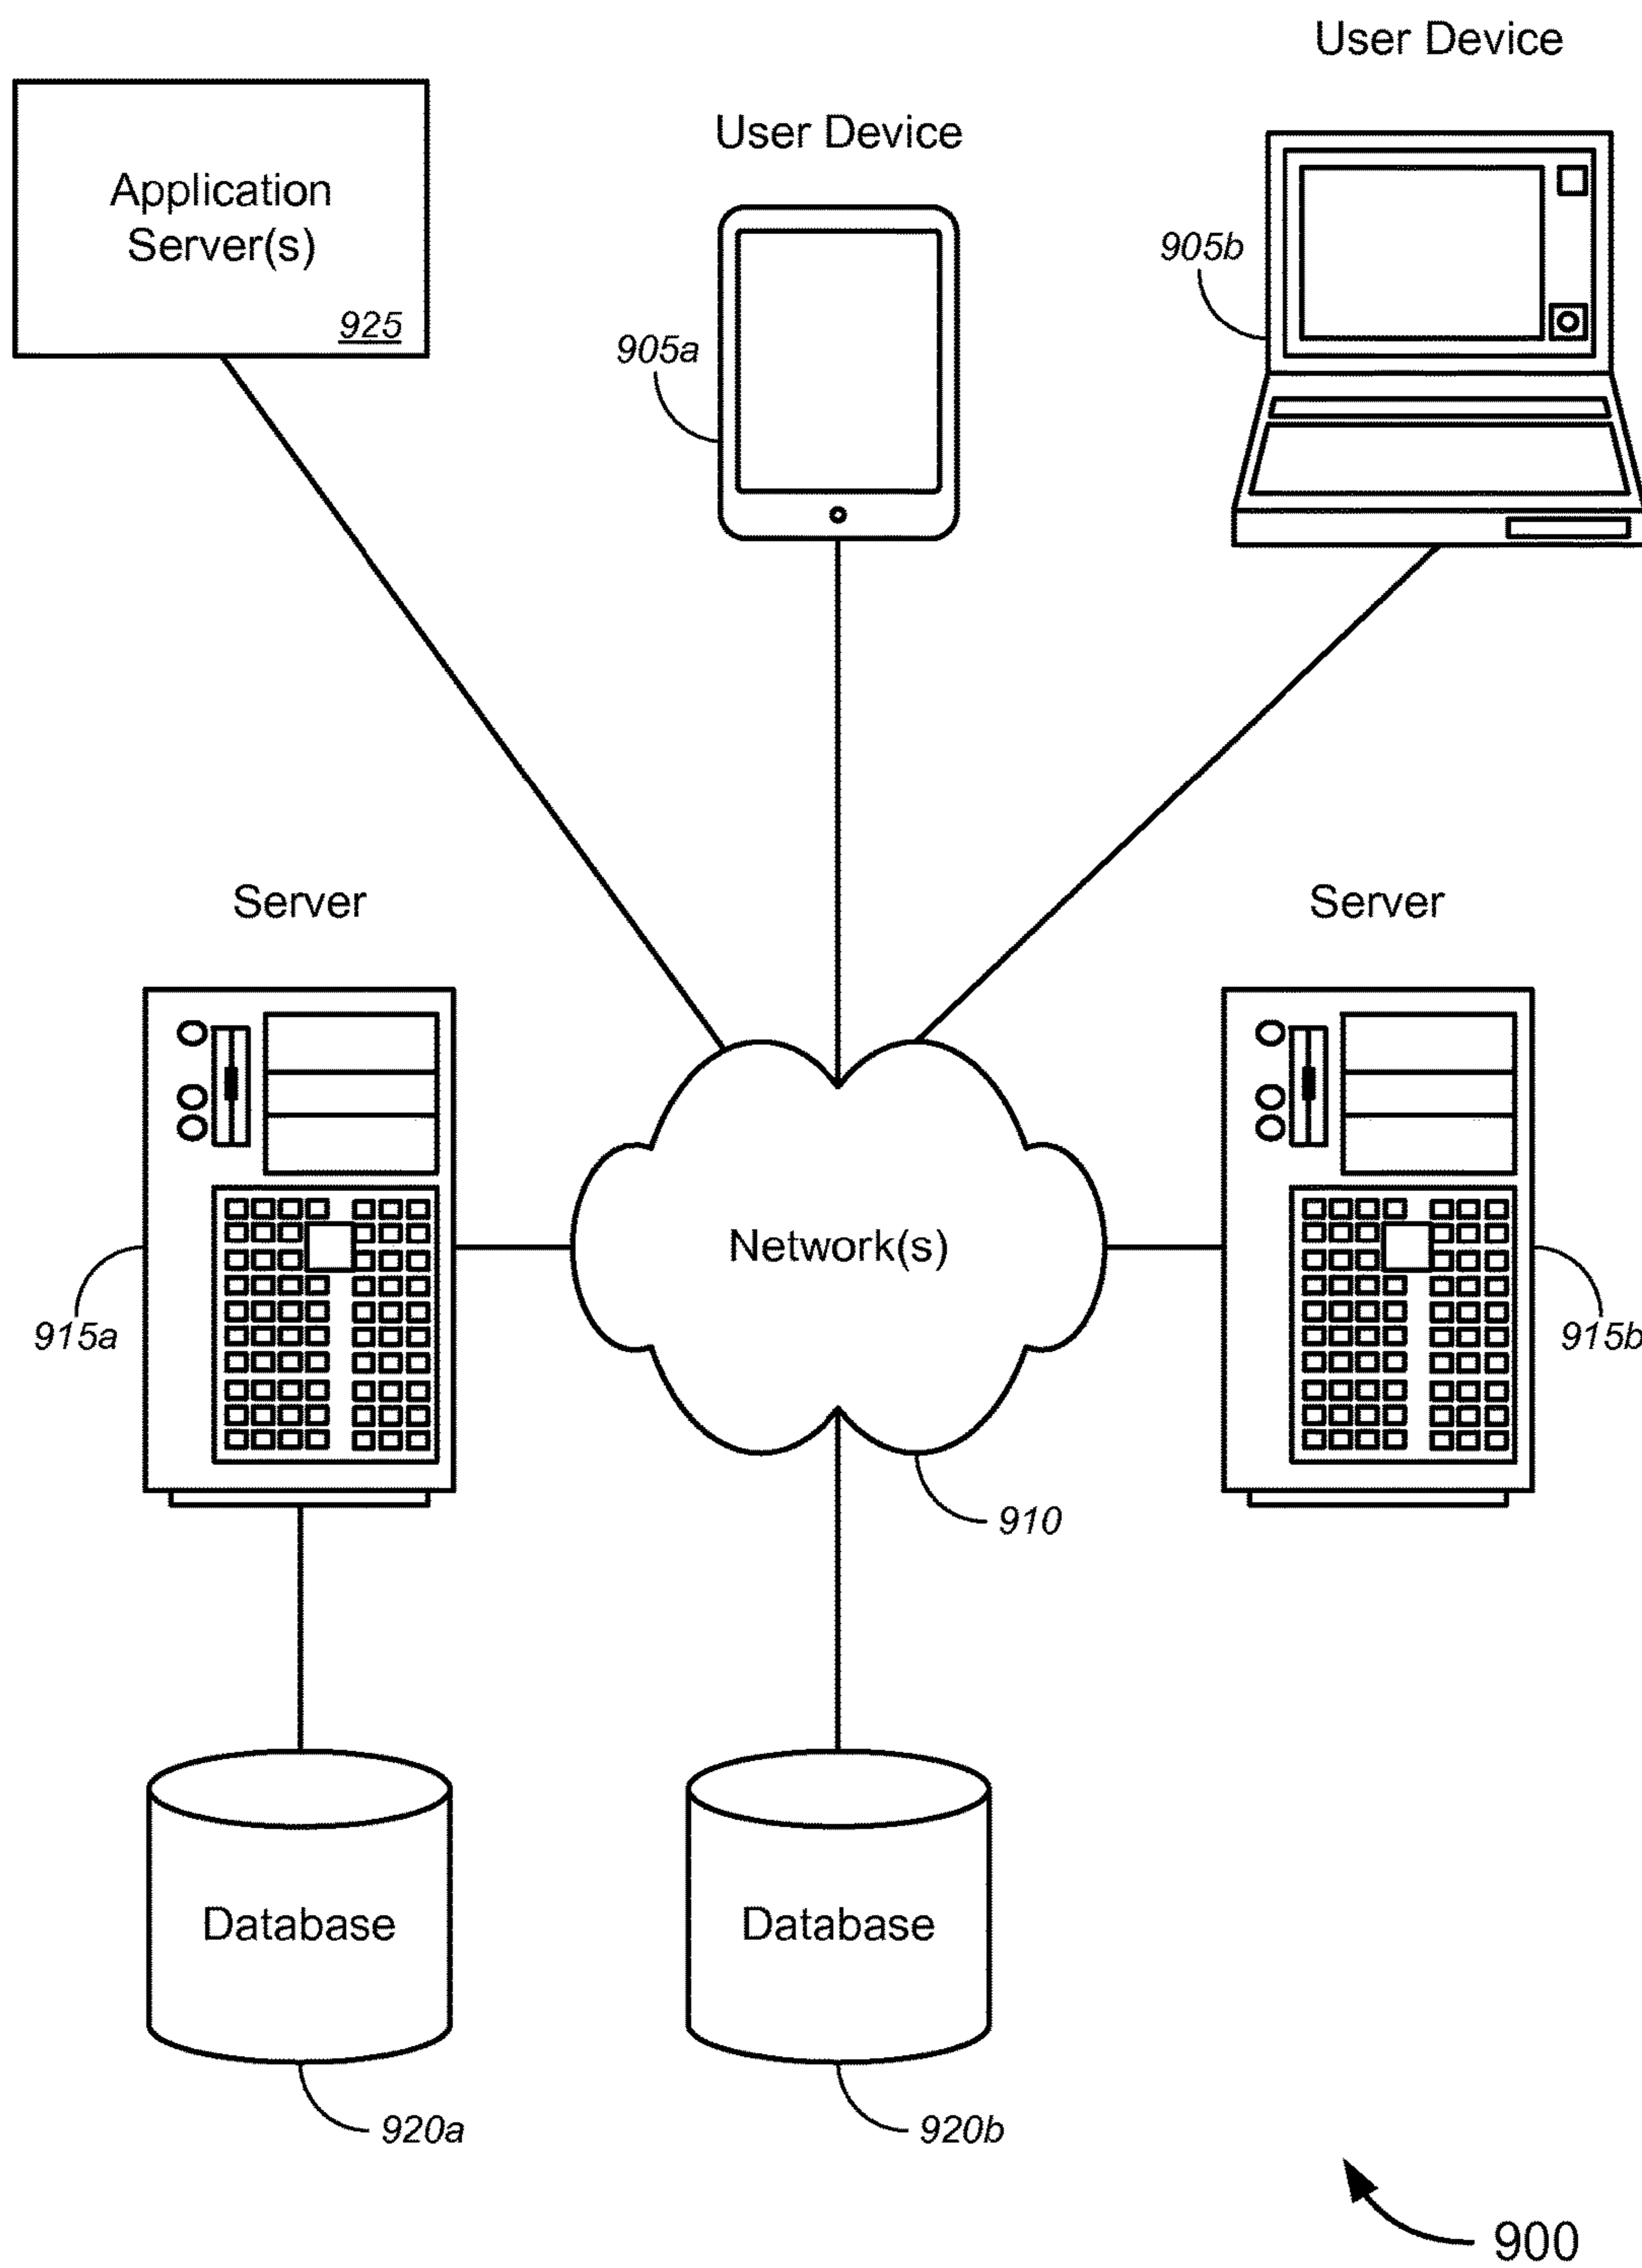 User Device
User Device
Application
Server(s)
925
905a
905b
Server
Server
Network(s)
915a
915b
910
Database
Database
920a
920b
900